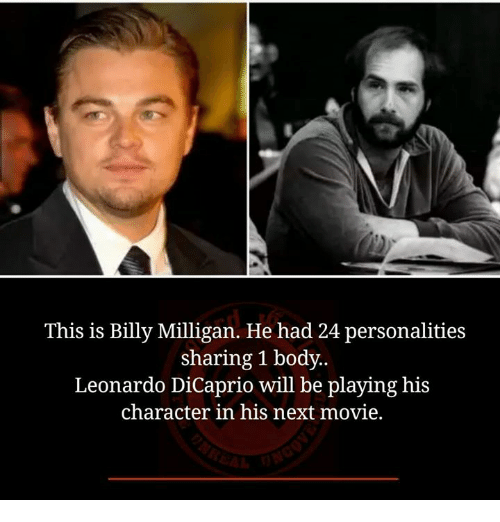 This is Billy Milligan. He had 24 personalities
sharing 1 body..
Leonardo DiCaprio will be playing his
character in his next movie.